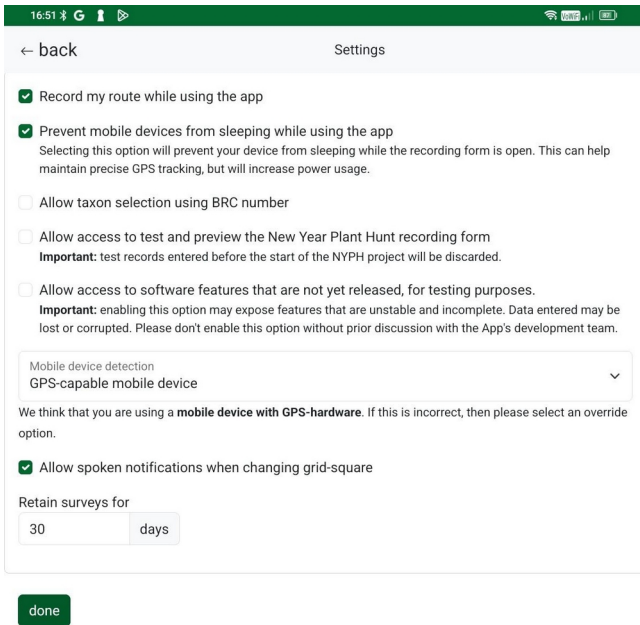 16:51 G
VoWiFi
← back
Settings
Record my route while using the app
Prevent mobile devices from sleeping while using the app
Selecting this option will prevent your device from sleeping while the recording form is open. This can help
maintain precise GPS tracking, but will increase power usage.
Allow taxon selection using BRC number
Allow access to test and preview the New Year Plant Hunt recording form
Important: test records entered before the start of the NYPH project will be discarded.
Allow access to software features that are not yet released, for testing purposes.
Important: enabling this option may expose features that are unstable and incomplete. Data entered may be
lost or corrupted. Please don't enable this option without prior discussion with the App's development team.
Mobile device detection
GPS-capable mobile device
We think that you are using a mobile device with GPS-hardware. If this is incorrect, then please select an override
option.
Allow spoken notifications when changing grid-square
Retain surveys for
30 days
done